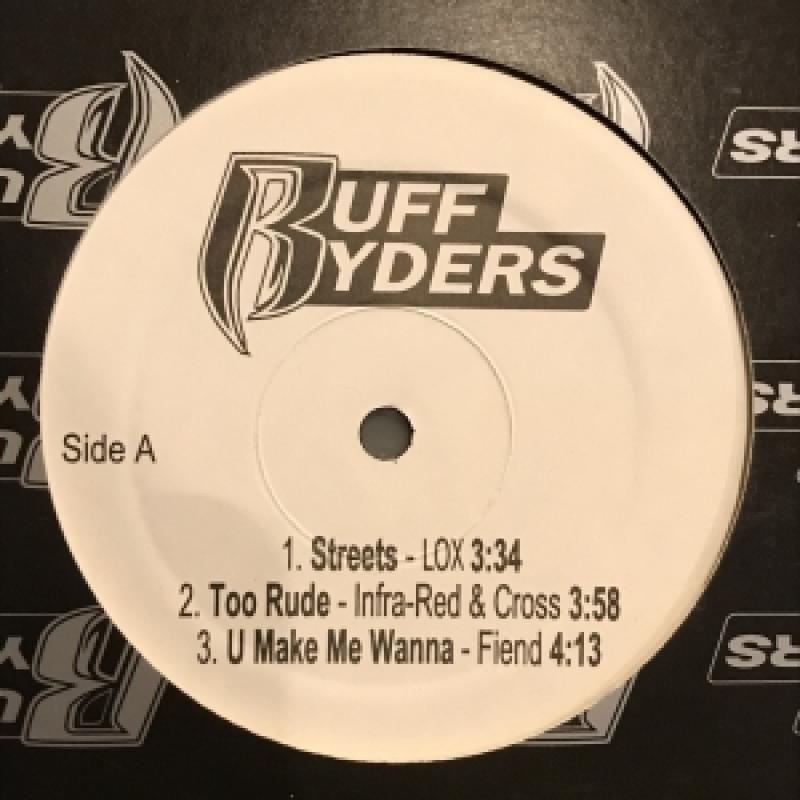 RUFF
RYDERS
Side A
1. Streets - LOX 3:34
2. Too Rude - Infra-Red & Cross 3:58
3. U Make Me Wanna - Fiend 4:13